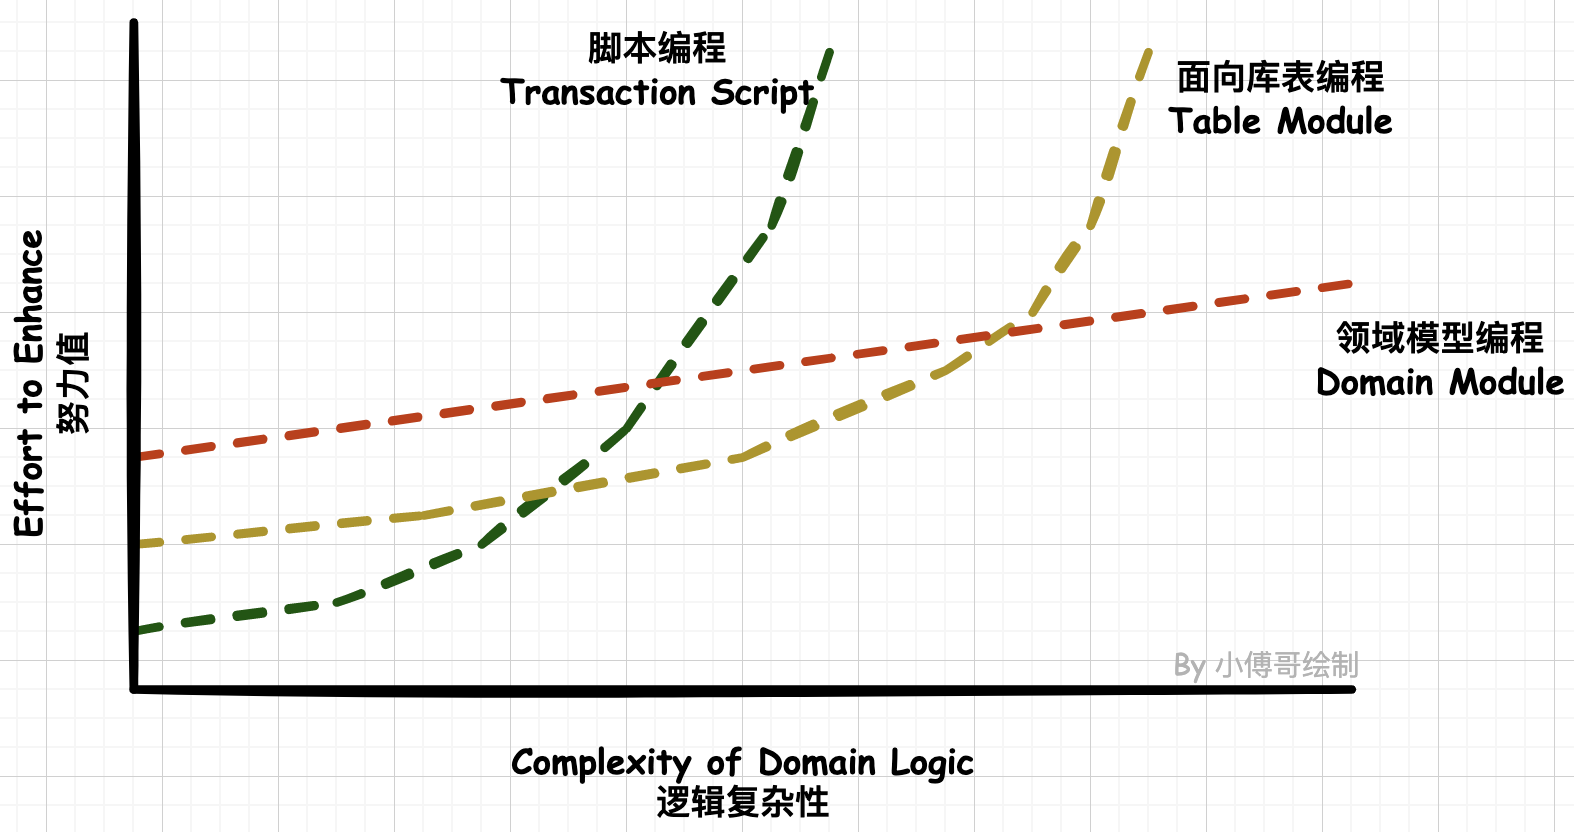 脚本编程
Transaction Script
面向库表编程
Table Module
Effort to Enhance
努力值
领域模型编程
Domain Module
By 小傅哥绘制
Complexity of Domain Logic
逻辑复杂性